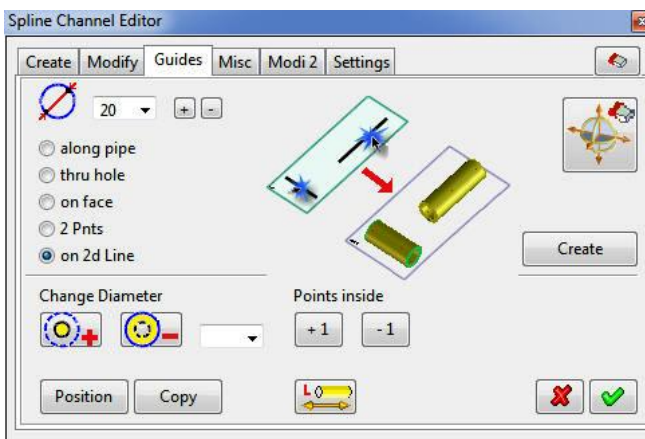 Spline Channel Editor
Create Modify Guides Misc Modi 2 Settings
20 + -
along pipe
thru hole
on face
2 Pnts
on 2d Line
Create
Change Diameter Points inside
+ 1 - 1
Position Copy L